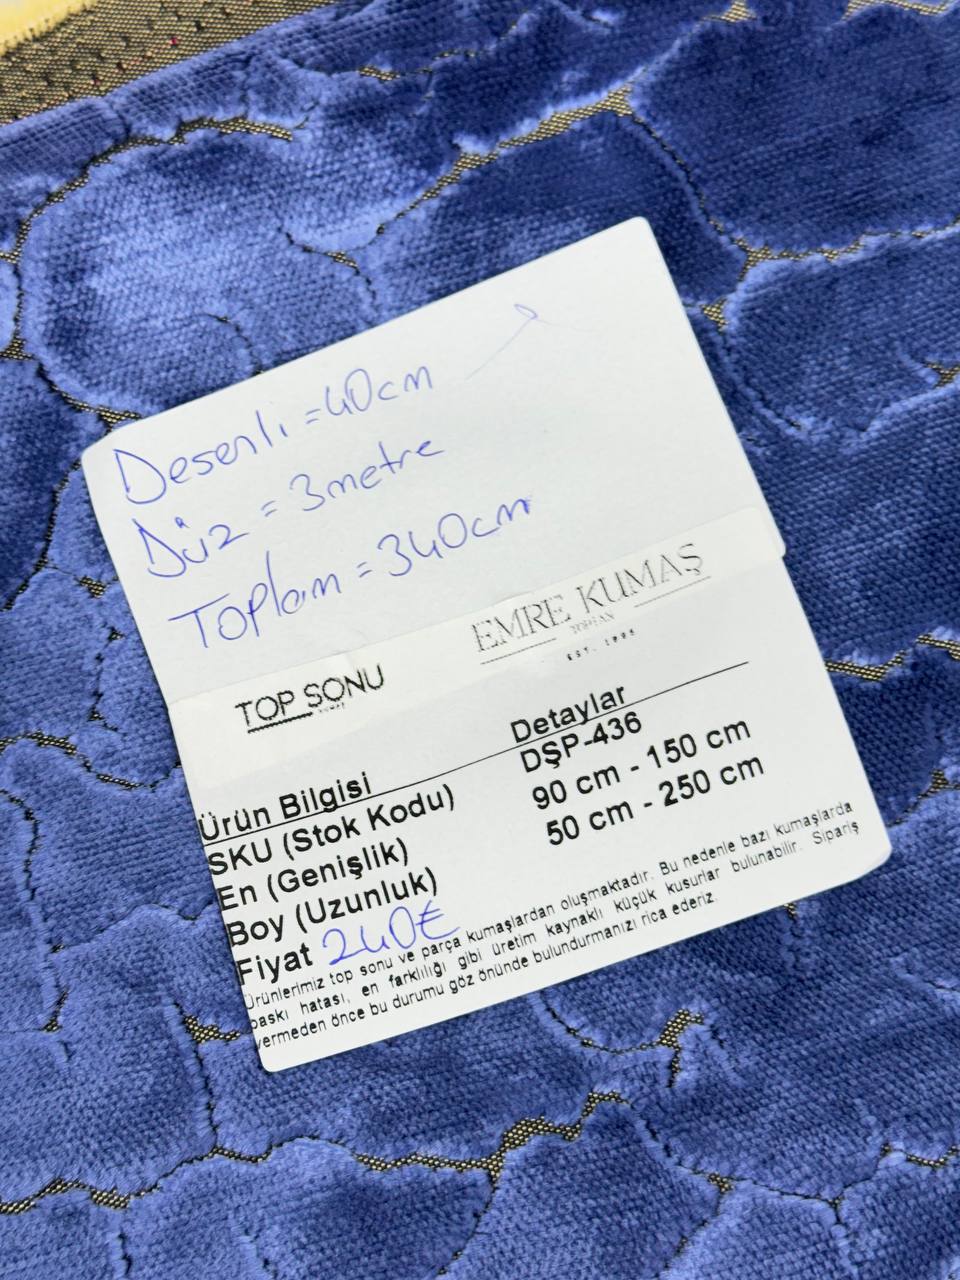 Desenli = 40cm
Düz = 3metre
Toplam = 340cm
TOP SONU
EMRE KUMAŞ
TOPTAN
EST. 1995
Ürün Bilgisi Detaylar
SKU (Stok Kodu) DŞP-436
En (Genişlik) 90 cm - 150 cm
Boy (Uzunluk) 50 cm - 250 cm
Fiyat 240₺
Ürünlerimiz top sonu ve parça kumaşlardan oluşmaktadır. Bu nedenle bazı kumaşlarda
baskı hatası, en farklılığı gibi üretim kaynaklı küçük kusurlar bulunabilir. Sipariş
vermeden önce bu durumu göz önünde bulundurmanızı rica ederiz.